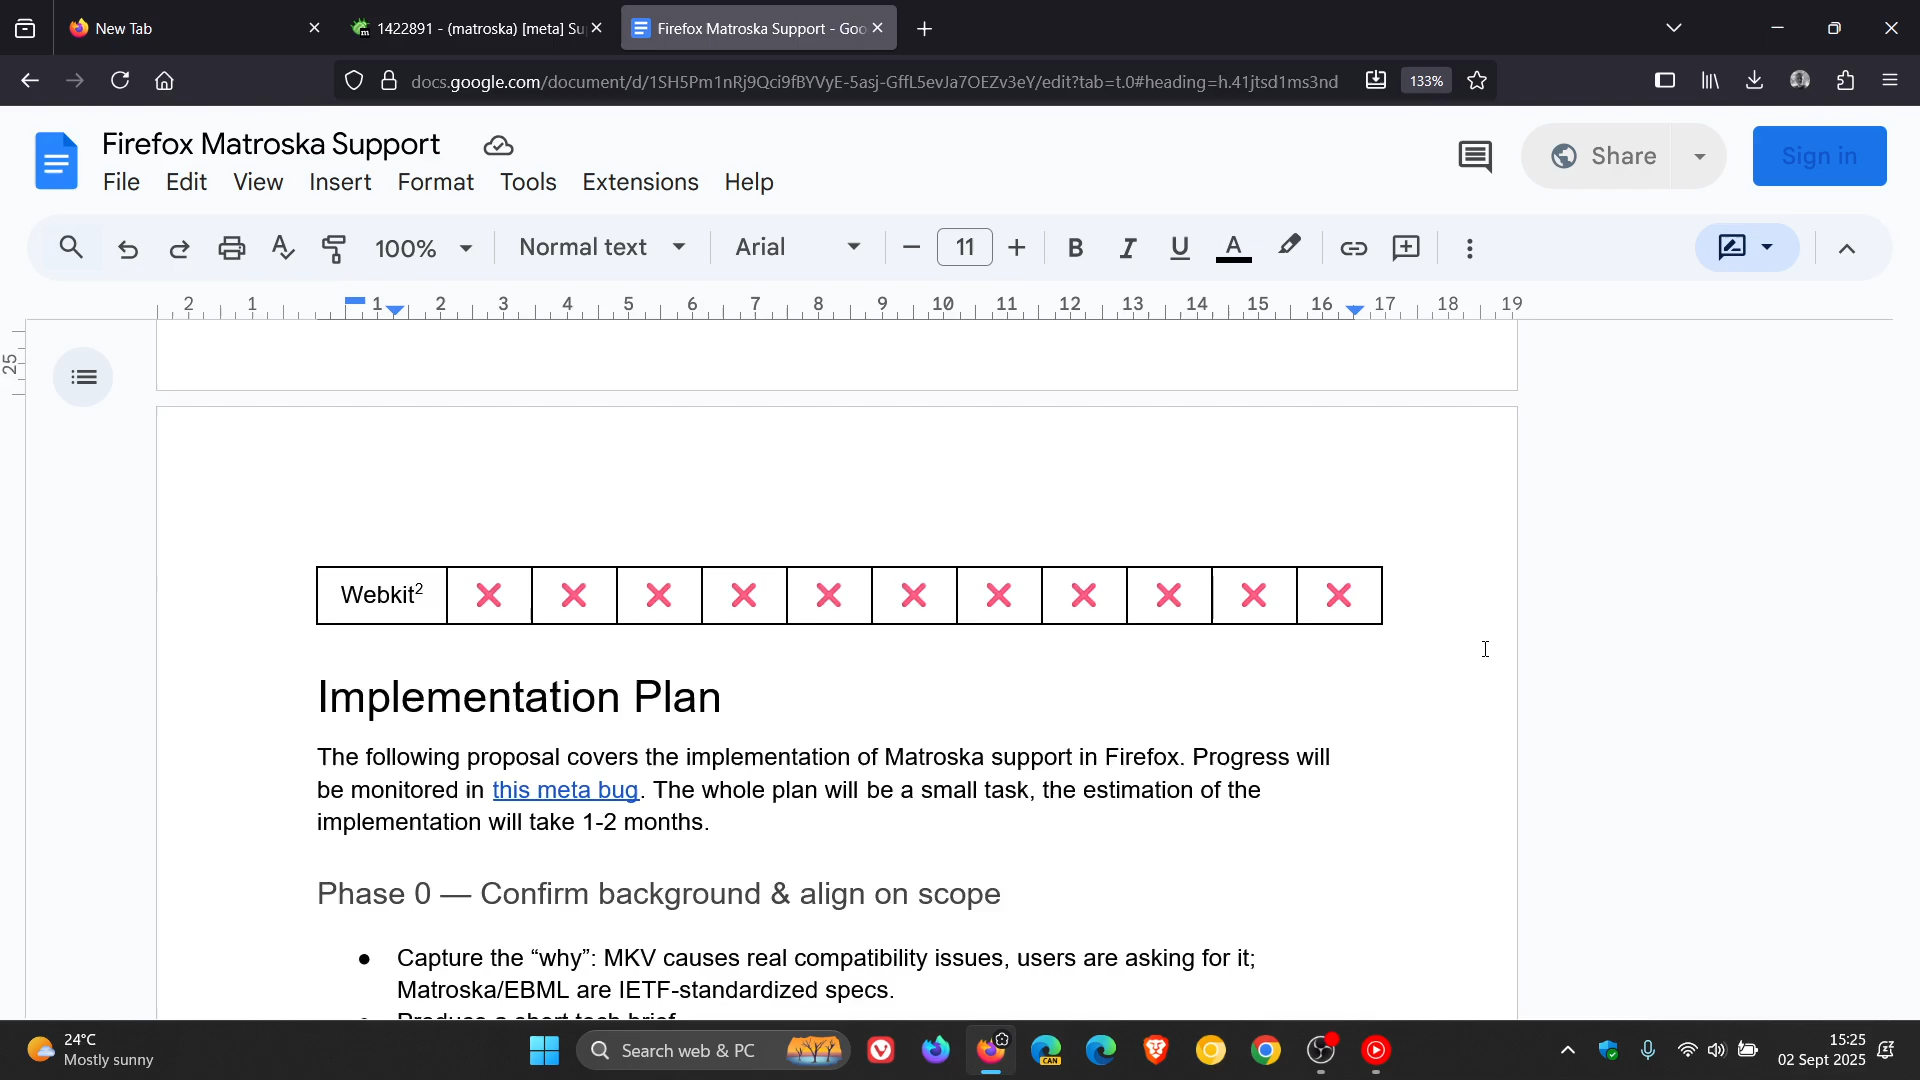 New Tab
1422891 - (matroska) [meta] Su
Firefox Matroska Support - Goo
docs.google.com/document/d/1SH5Pm1nRj9Qci9fBYVyE-5asj-GffL5evJa7OEZv3eY/edit?tab=t.0#heading=h.41jtsd1ms3nd
133%
Firefox Matroska Support
Share
Sign in
File Edit View Insert Format Tools Extensions Help
100% Normal text Arial 11 B I U A
2 1 1 2 3 4 5 6 7 8 9 10 11 12 13 14 15 16 17 18 19
25
Webkit²
Implementation Plan
The following proposal covers the implementation of Matroska support in Firefox. Progress will
be monitored in this meta bug. The whole plan will be a small task, the estimation of the
implementation will take 1-2 months.
Phase 0 — Confirm background & align on scope
● Capture the “why”: MKV causes real compatibility issues, users are asking for it;
Matroska/EBML are IETF-standardized specs.
Produce a short tech brief
24°C
Mostly sunny
Search web & PC
CAN
15:25
02 Sept 2025